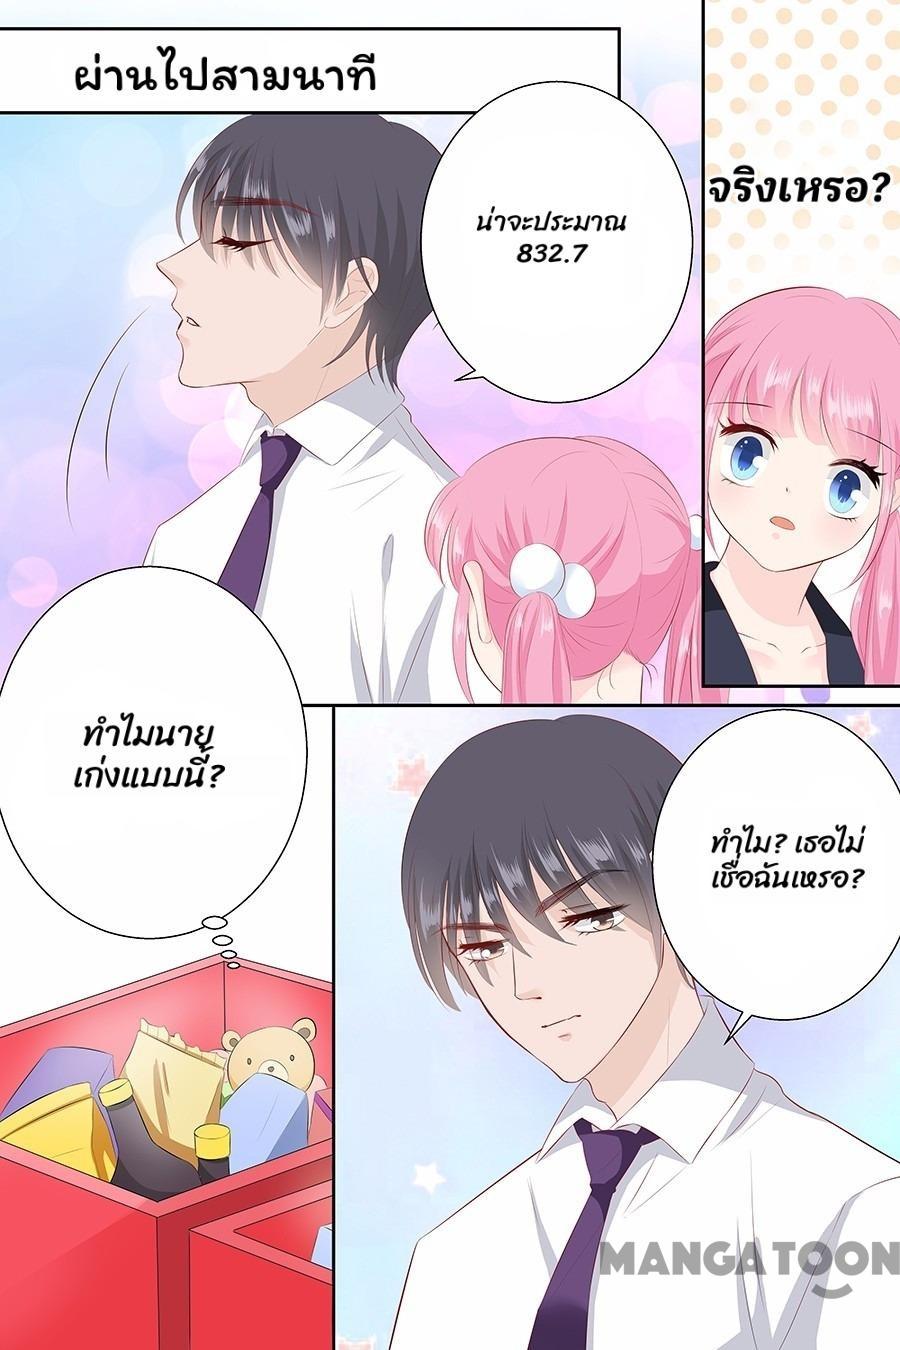 ผ่านไปสามนาที
น่าจะประมาณ
832.7
จริงเหรอ?
ทำไมนาย
เก่งแบบนี้?
ทำไม? เธอไม่
เชื่อฉันเหรอ?
MANGATOON